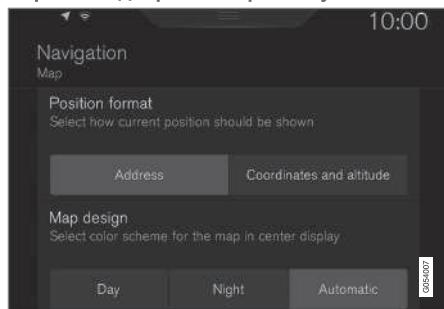 10:00
Navigation
Map
Position format
Select how current position should be shown
Address
Coordinates and altitude
Map design
Select color scheme for the map in center display
Day
Night
Automatic
G054007